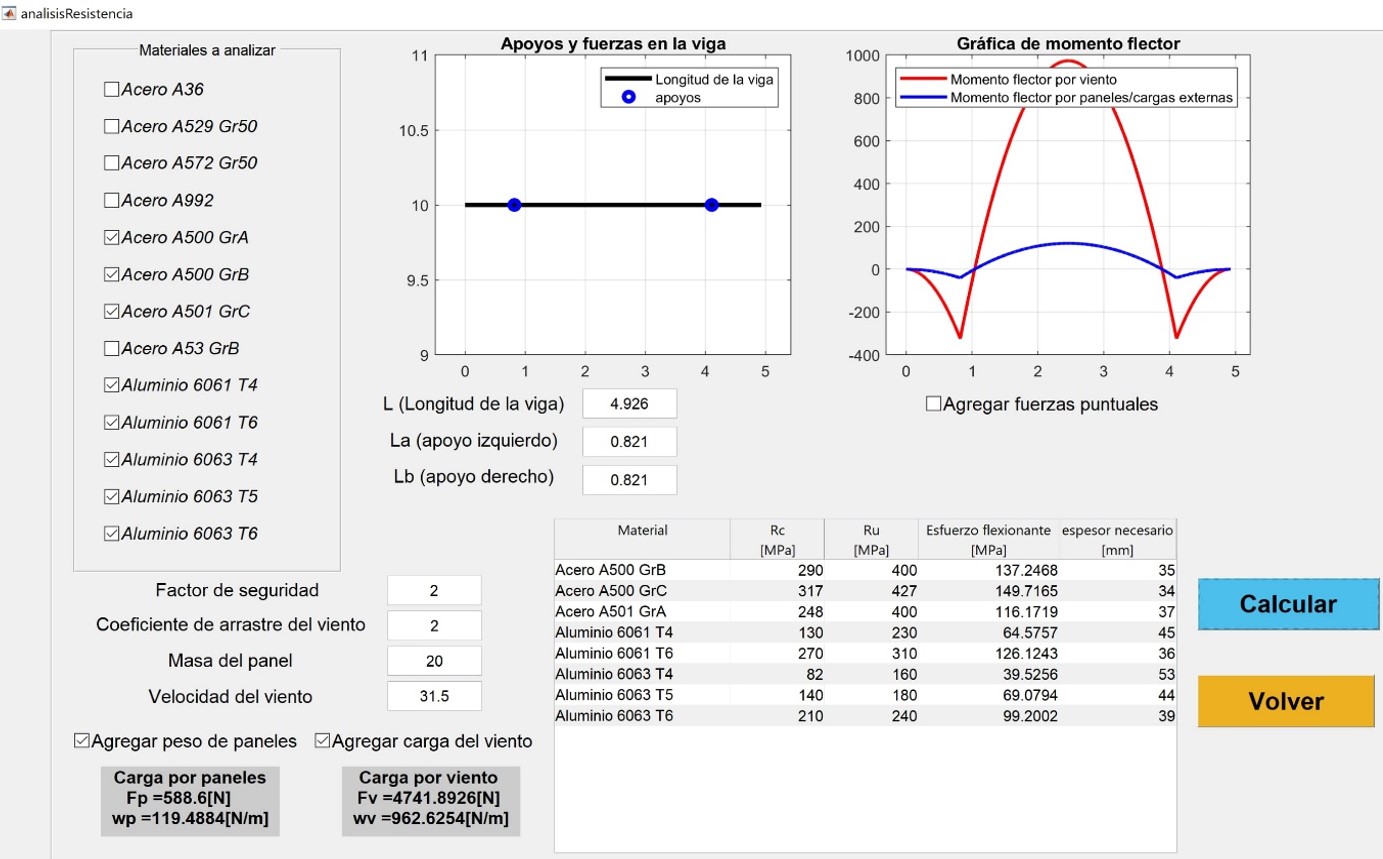 analisisResistencia
Materiales a analizar
Acero A36
Acero A529 Gr50
Acero A572 Gr50
Acero A992
Acero A500 GrA
Acero A500 GrB
Acero A501 GrC
Acero A53 GrB
Aluminio 6061 T4
Aluminio 6061 T6
Aluminio 6063 T4
Aluminio 6063 T5
Aluminio 6063 T6
Apoyos y fuerzas en la viga
Longitud de la viga
apoyos
11
10.5
10
9.5
9
0 1 2 3 4 5
Gráfica de momento flector
Momento flector por viento
Momento flector por paneles/cargas externas
1000
800
600
400
200
0
-200
-400
0 1 2 3 4 5
L (Longitud de la viga) 4.926
La (apoyo izquierdo) 0.821
Lb (apoyo derecho) 0.821
Agregar fuerzas puntuales
Factor de seguridad 2
Coeficiente de arrastre del viento 2
Masa del panel 20
Velocidad del viento 31.5
Agregar peso de paneles Agregar carga del viento
Carga por paneles
Fp =588.6[N]
wp =119.4884[N/m]
Carga por viento
Fv =4741.8926[N]
wv =962.6254[N/m]
Material Rc Ru Esfuerzo flexionante espesor necesario
[MPa] [MPa] [MPa] [mm]
Acero A500 GrB 290 400 137.2468 35
Acero A500 GrC 317 427 149.7165 34
Acero A501 GrA 248 400 116.1719 37
Aluminio 6061 T4 130 230 64.5757 45
Aluminio 6061 T6 270 310 126.1243 36
Aluminio 6063 T4 82 160 39.5256 53
Aluminio 6063 T5 140 180 69.0794 44
Aluminio 6063 T6 210 240 99.2002 39
Calcular
Volver